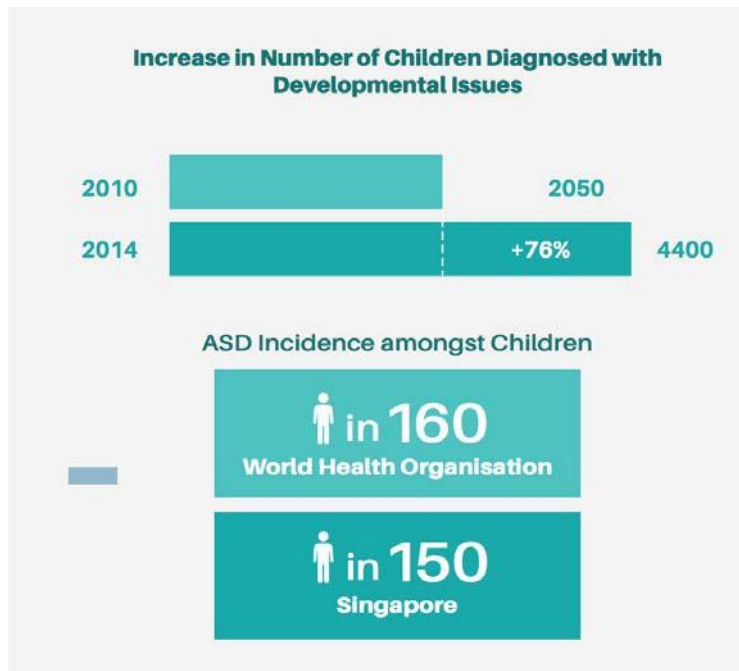 Increase in Number of Children Diagnosed with
Developmental Issues
2010
2050
2014
+76%
4400
ASD Incidence amongst Children
in 160
World Health Organisation
in 150
Singapore